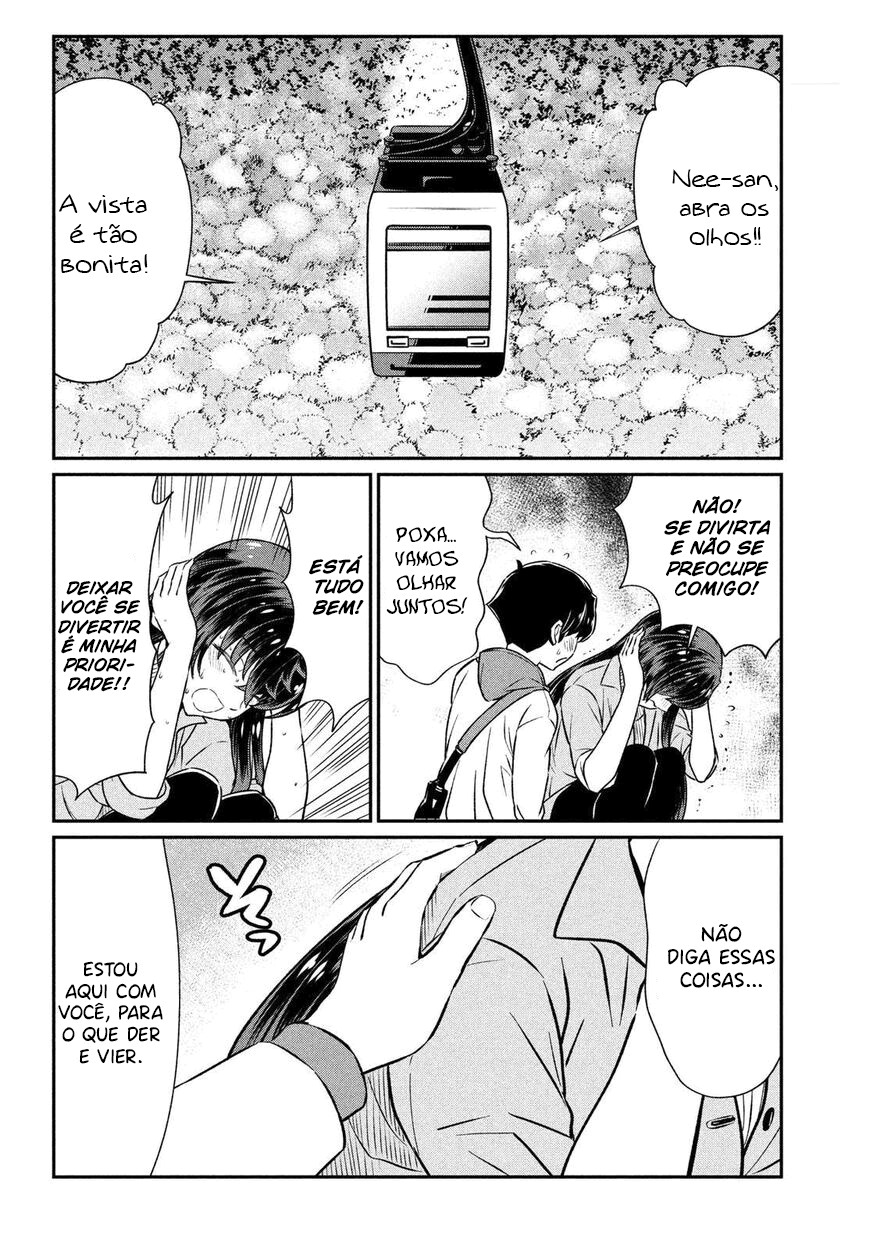 Nee-san,
abra os
olhos!!
A vista
é tão
Bonita!
NÃO!
SE DIVIRTA
E NÃO SE
PREOCUPE
COMIGO!
POXA...
VAMOS
OLHAR
JUNTOS!
ESTÁ
TUDO
BEM!
DEIXAR
VOCÊ SE
DIVERTIR
É MINHA
PRIORI-
DADE!!
NÃO
DIGA ESSAS
COISAS...
ESTOU
AQUI COM
VOCÊ, PARA
O QUE DER
E VIER.